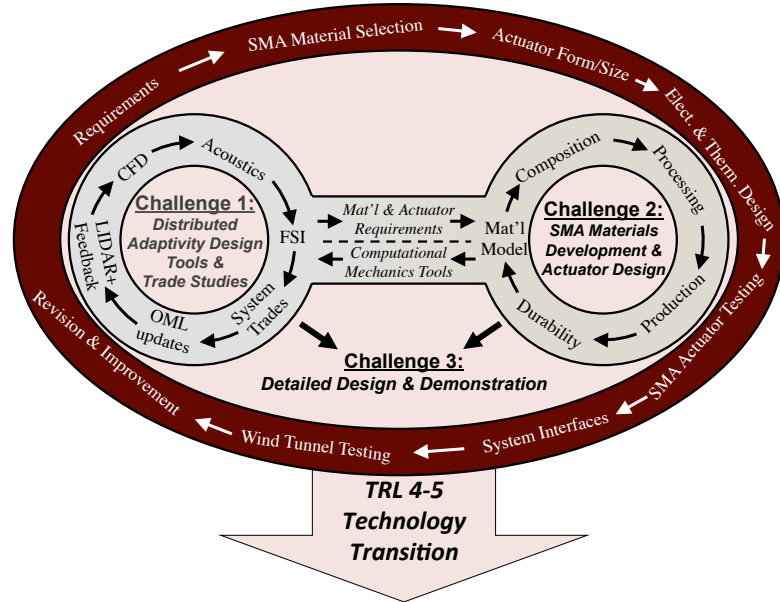 Requirements
SMA Material Selection
Actuator Form/Size
Elect. & Therm. Design
SMA Actuator Testing
System Interfaces
Wind Tunnel Testing
Revision & Improvement
CFD
Acoustics
FSI
System
Trades
OML
updates
LIDAR+
Feedback
Challenge 1:
Distributed
Adaptivity Design
Tools &
Trade Studies
Mat'l & Actuator
Requirements
Computational
Mechanics Tools
Mat'l
Model
Composition
Processing
Production
Durability
Challenge 2:
SMA Materials
Development &
Actuator Design
Challenge 3:
Detailed Design & Demonstration
TRL 4-5
Technology
Transition